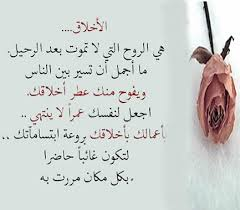 الأخلاق....
هي الروح التي لا تموت بعد الرحيل.
ما أجمل أن تسير بين الناس
ويفوح منك عطر أخلاقك.
اجعل لنفسك عمراً لا ينتهي ..
بأعمالك بأخلاقك بروعة ابتساماتك ،،
لتكون غائباً حاضرا
بكل مكان مررت به.